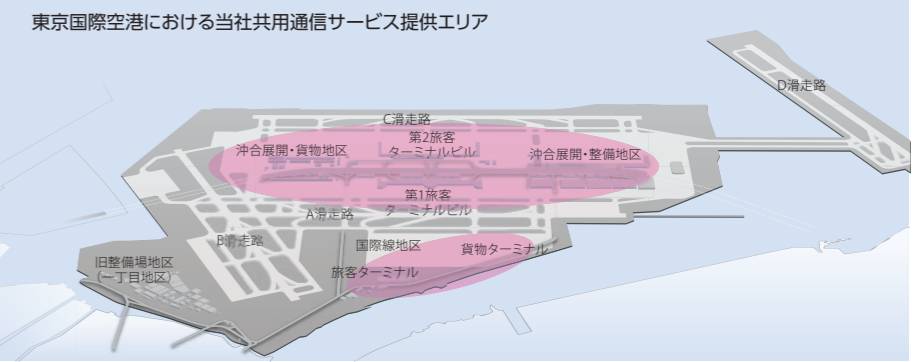 東京国際空港における当社共用通信サービス提供エリア
D滑走路
C滑走路
第2旅客
ターミナルビル
沖合展開・貨物地区
沖合展開・整備地区
第1旅客
ターミナルビル
A滑走路
B滑走路
国際線地区
貨物ターミナル
旅客ターミナル
旧整備場地区
（一丁目地区）